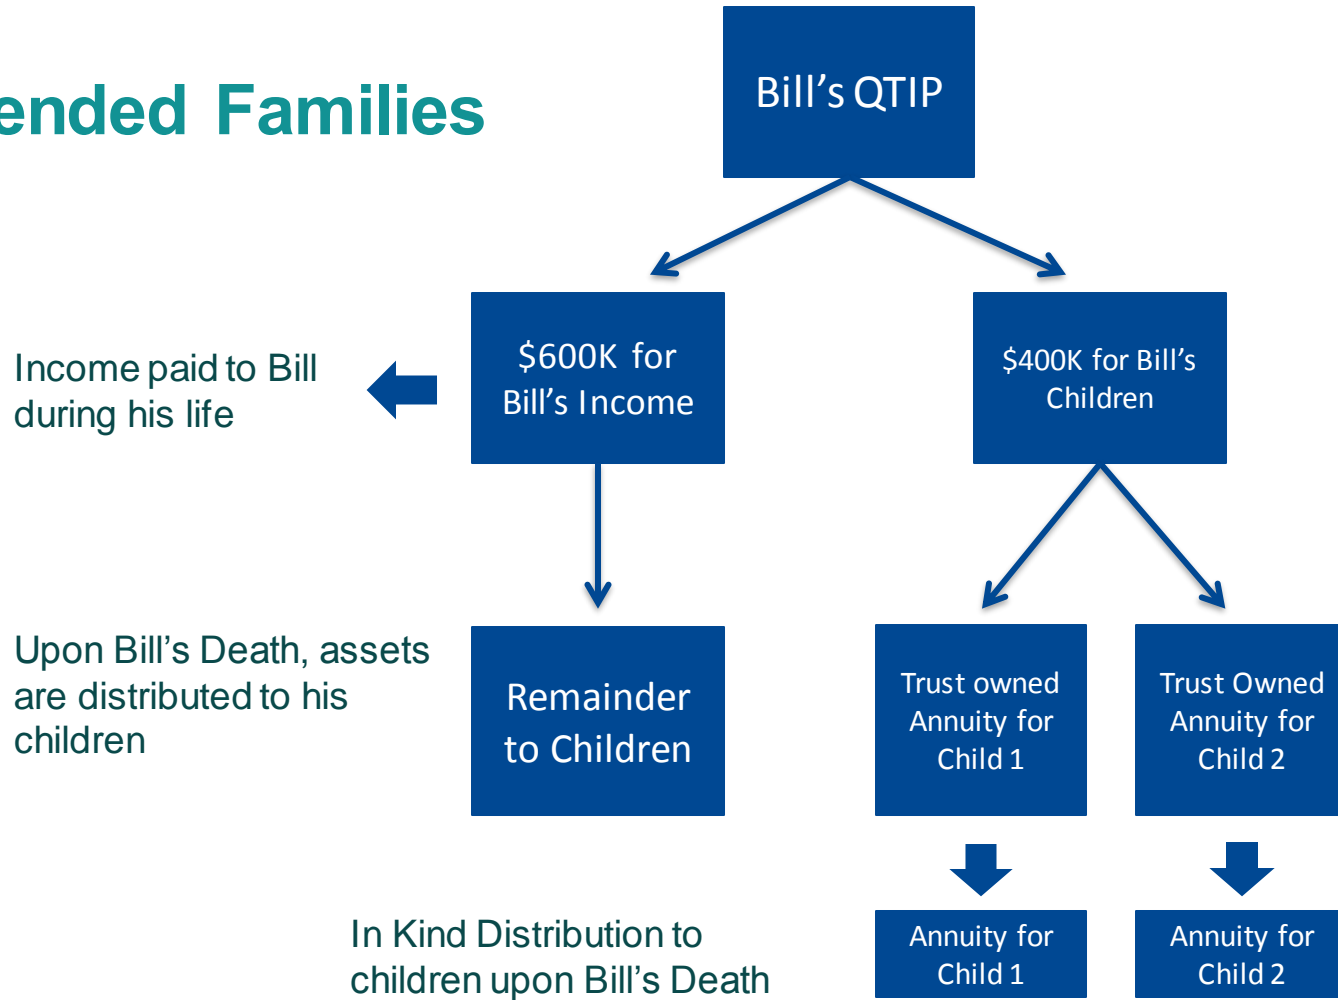 ended Families
Bill's QTIP
Income paid to Bill
during his life
$600K for
Bill's Income
$400K for Bill's
Children
Upon Bill's Death, assets
are distributed to his
children
Remainder
to Children
Trust owned
Annuity for
Child 1
Trust Owned
Annuity for
Child 2
In Kind Distribution to
children upon Bill's Death
Annuity for
Child 1
Annuity for
Child 2